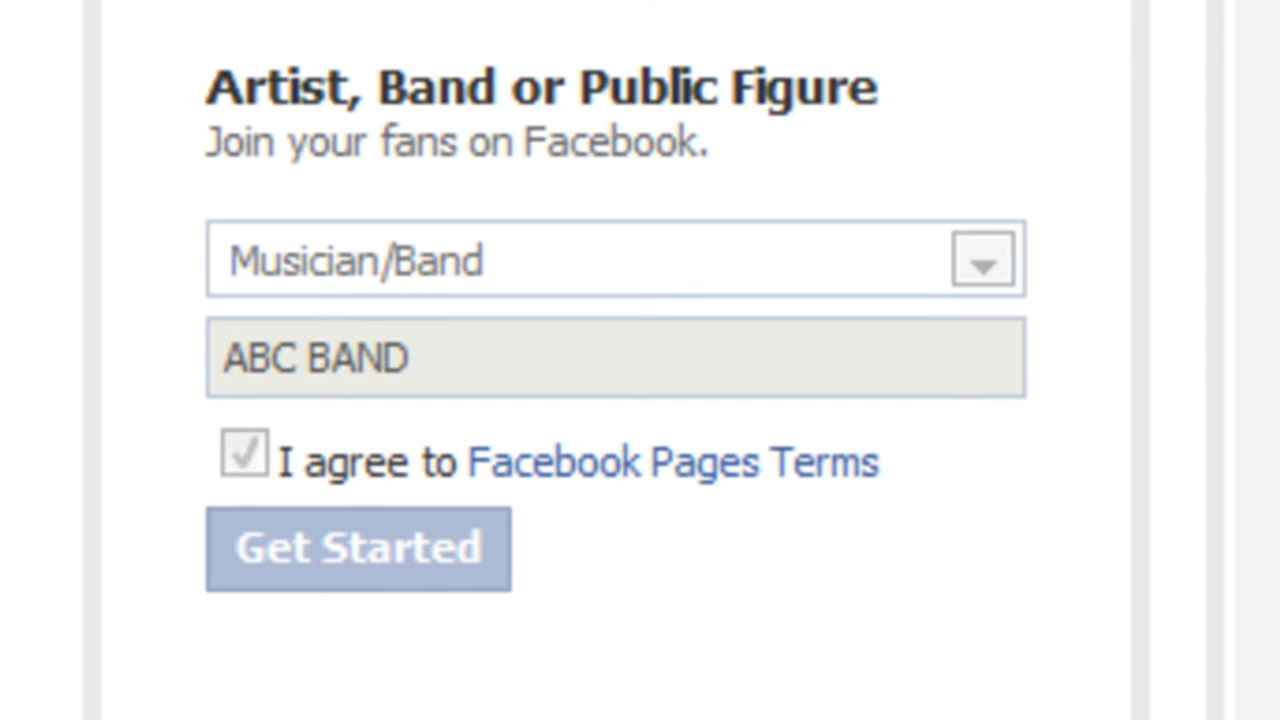 Artist, Band or Public Figure
Join your fans on Facebook.
Musician/Band
ABC BAND
I agree to Facebook Pages Terms
Get Started